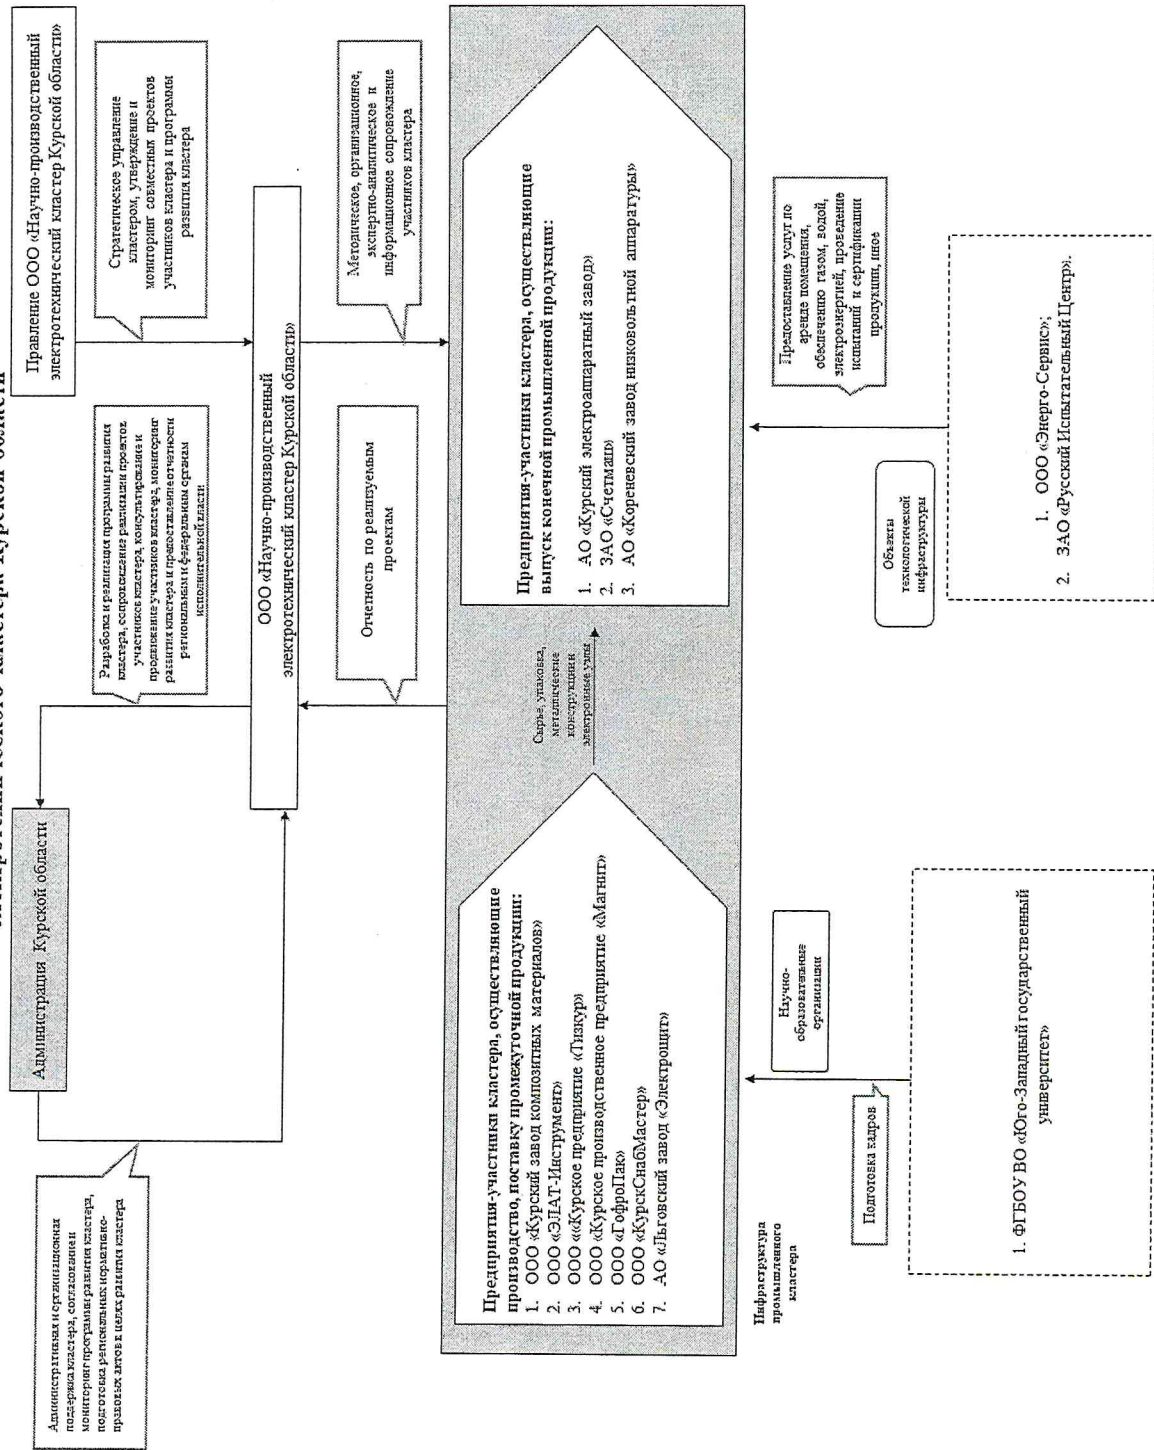 электротехнического кластера Курской области
Правление ООО «Научно-производственный
электротехнический кластер Курской области»
Стратегическое управление
кластером, утверждение и
мониторинг совместных проектов
участников кластера и программы
развития кластера
Администрация Курской области
Разработка и реализация программы развития
кластера, сопровождение реализации проектов
участников кластера, консультирование и
продвижение участников кластера, мониторинг
развития кластера и предоставление отчетности
региональным и федеральным органам
исполнительной власти
Административная и организационная
поддержка кластера, согласование и
мониторинг программы развития кластера,
подготовка региональных нормативно-
правовых актов в целях развития кластера
ООО «Научно-производственный
электротехнический кластер Курской области»
Отчетность по реализуемым
проектам
Методическое, организационное,
экспертно-аналитическое и
информационное сопровождение
участников кластера
Предприятия-участники кластера, осуществляющие
производство, поставку промежуточной продукции:
1. ООО «Курский завод композитных материалов»
2. ООО «ЭЛАТ-Инструмент»
3. ООО ««Курское предприятие «Тизкур»
4. ООО «Курское производственное предприятие «Магнит»
5. ООО «ГофроПак»
6. ООО «КурскСнабМастер»
7. АО «Льговский завод «Электрощит»
Сырье, упаковка,
металлические
конструкции
электронные узлы
Предприятия-участники кластера, осуществляющие
выпуск конечной промышленной продукции:
1. АО «Курский электроаппаратный завод»
2. ЗАО «Счетмаш»
3. АО «Кореневский завод низковольтной аппаратуры»
Инфраструктура
промышленного
кластера
Подготовка кадров
Научно-
образовательные
организации
Объекты
технологической
инфраструктуры
Предоставление услуг по
аренде помещения,
обеспечению газом, водой,
электроэнергией, проведение
испытаний и сертификации
продукции, иное
1. ФГБОУ ВО «Юго-Западный государственный
университет»
1. ООО «Энерго-Сервис»;
2. ЗАО «Русский Испытательный Центр».